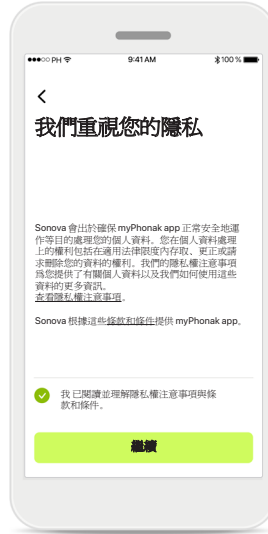 PH 9:41 AM 100 %
我們重視您的隱私
Sonova 會出於確保 myPhonak app 正常安全地運
作等目的處理您的個人資料。您在個人資料處理
上的權利包括在適用法律限度內存取、更正或請
求刪除您的資料的權利。我們的隱私權注意事項
爲您提供了有關個人資料以及我們如何使用這些
資料的更多資訊。
查看隱私權注意事項。
Sonova 根據這些條款和條件提供 myPhonak app。
我 已閱讀並理解隱私權注意事項與條
款和條件。
繼續